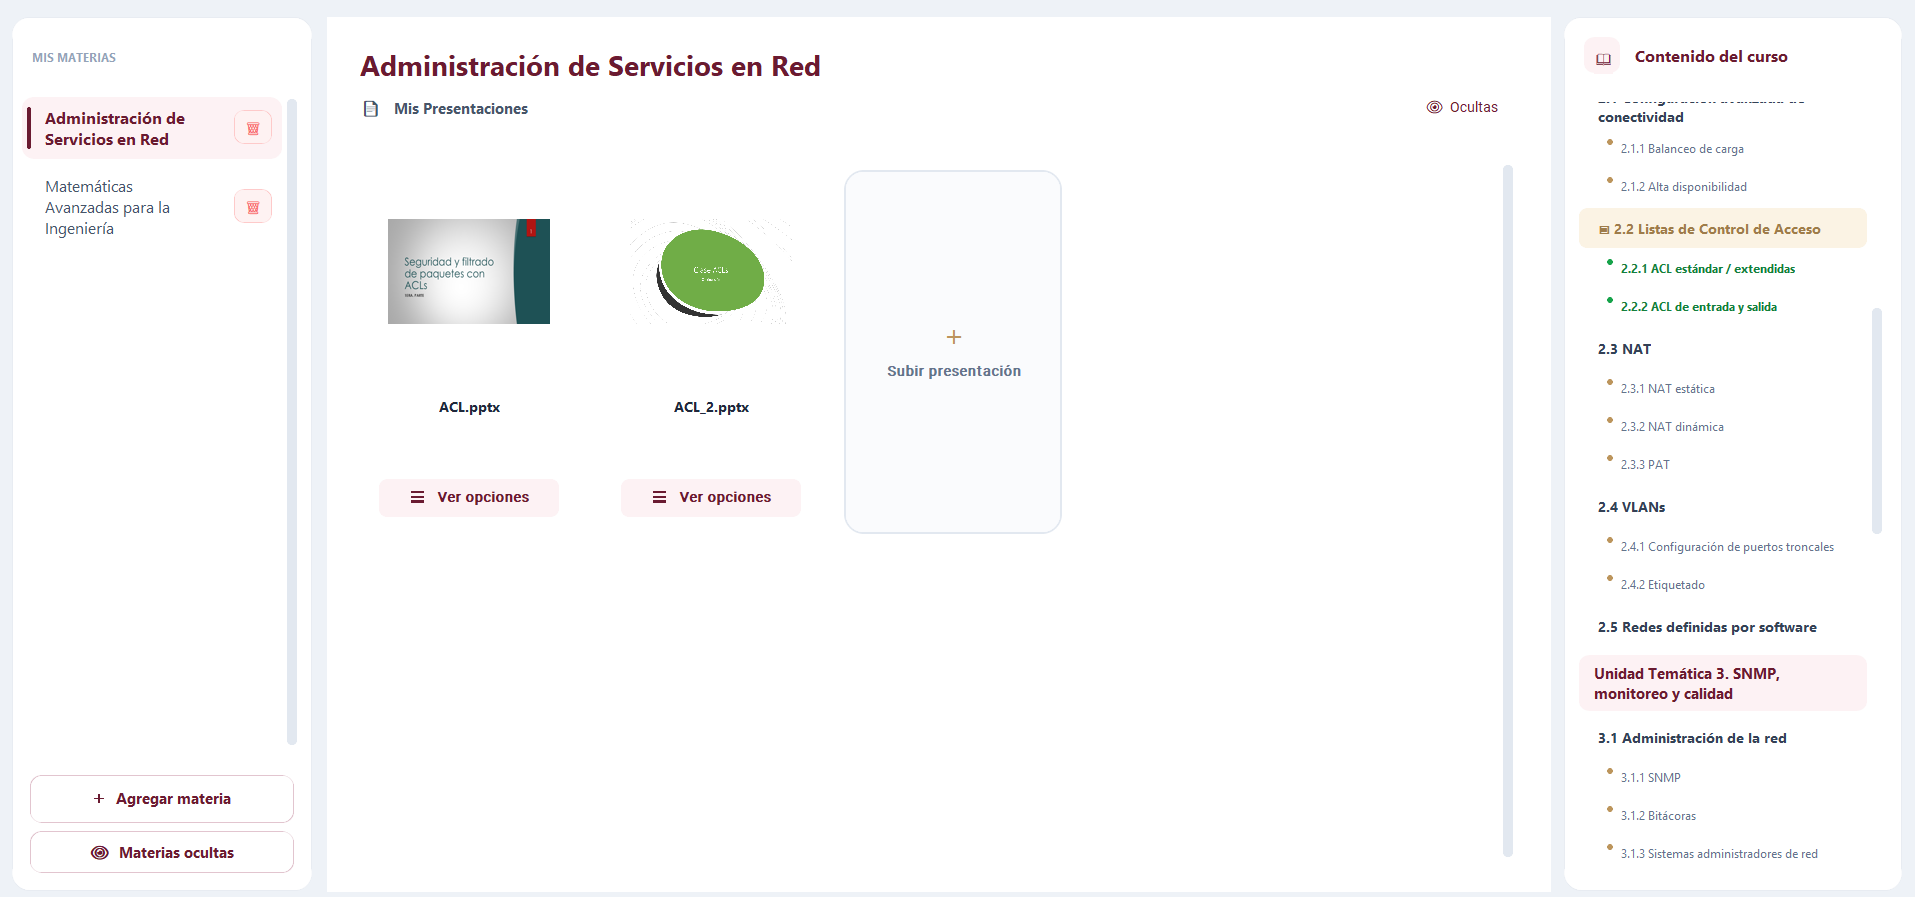 MIS MATERIAS
Administración de
Servicios en Red
Matemáticas
Avanzadas para la
Ingeniería
+ Agregar materia
Materias ocultas
Administración de Servicios en Red
Mis Presentaciones
Ocultas
Seguridad y filtrado
de paquetes con
ACLs
ACL.pptx
Ver opciones
Clase ACLs
ACL_2.pptx
Ver opciones
+
Subir presentación
Contenido del curso
conectividad
2.1.1 Balanceo de carga
2.1.2 Alta disponibilidad
2.2 Listas de Control de Acceso
2.2.1 ACL estándar / extendidas
2.2.2 ACL de entrada y salida
2.3 NAT
2.3.1 NAT estática
2.3.2 NAT dinámica
2.3.3 PAT
2.4 VLANs
2.4.1 Configuración de puertos troncales
2.4.2 Etiquetado
2.5 Redes definidas por software
Unidad Temática 3. SNMP,
monitoreo y calidad
3.1 Administración de la red
3.1.1 SNMP
3.1.2 Bitácoras
3.1.3 Sistemas administradores de red